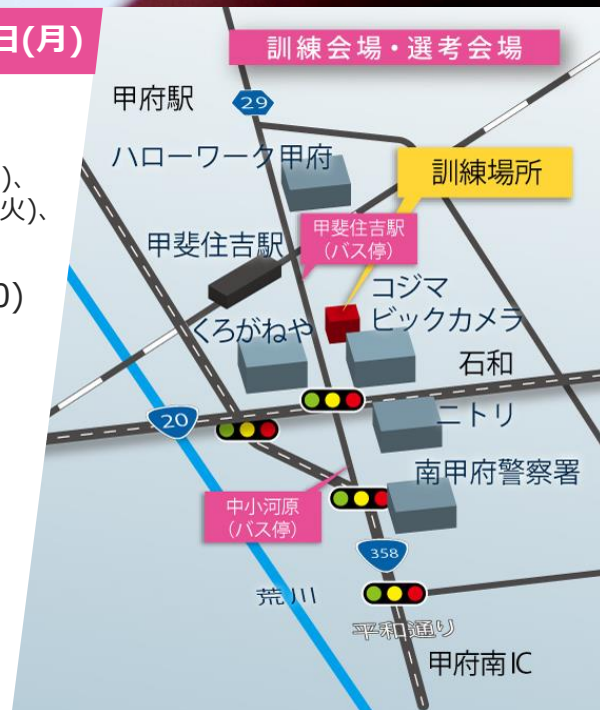 日(月)
訓練会場・選考会場
甲府駅
29
ハローワーク甲府
訓練場所
)、
火)、
甲斐住吉駅
(バス停)
甲斐住吉駅
コジマ
ビックカメラ
0)
くろがねや
石和
20
ニトリ
南甲府警察署
中小河原
(バス停)
358
荒川
平和通り
甲府南IC